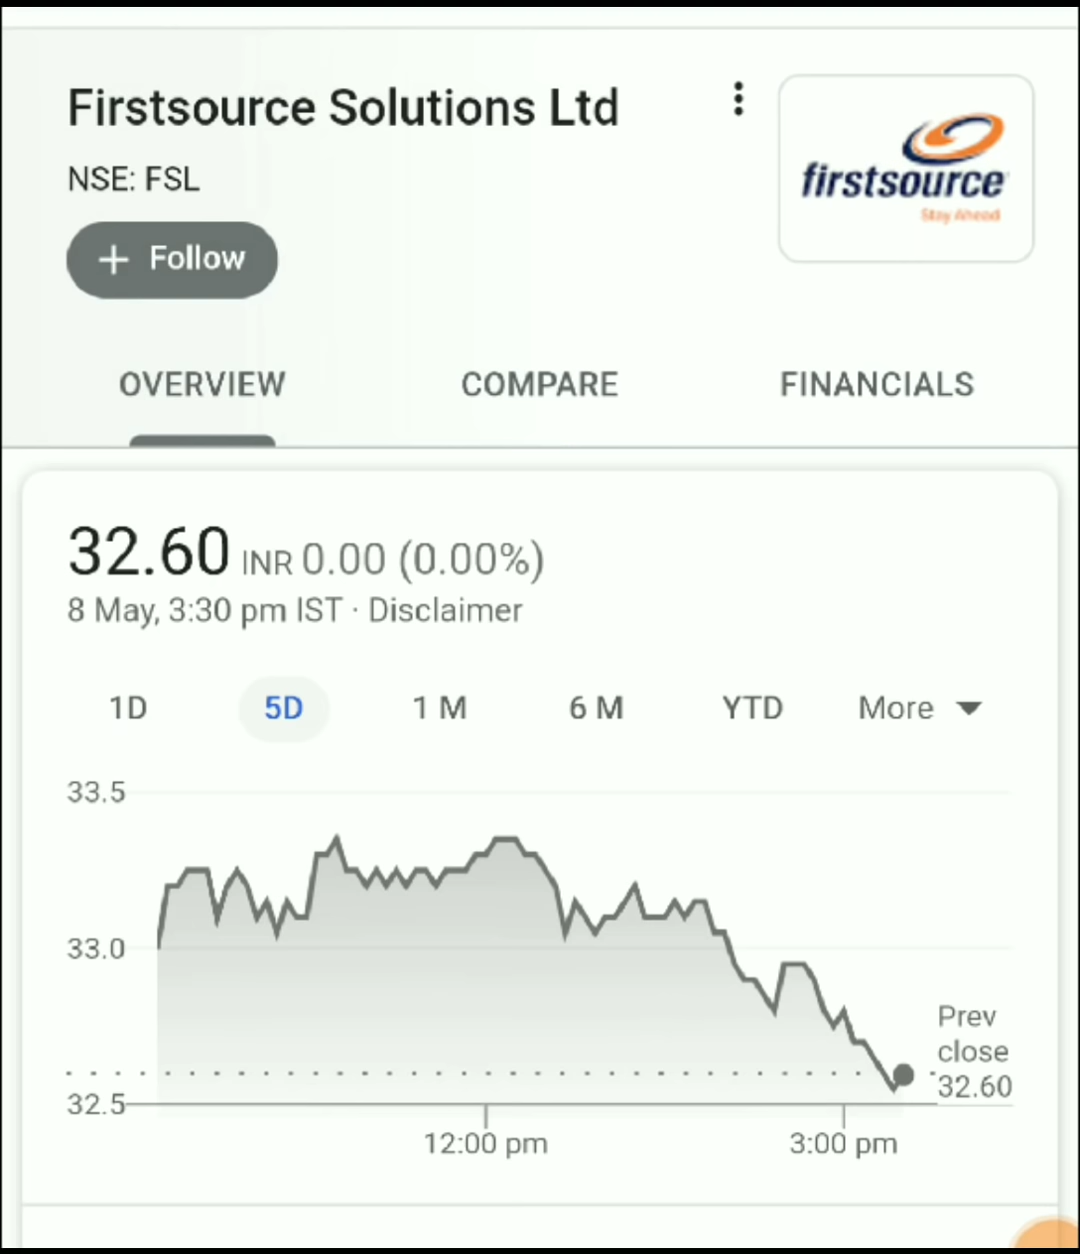 Firstsource Solutions Ltd
NSE: FSL
+ Follow
firstsource
Stay Ahead
OVERVIEW COMPARE FINANCIALS
32.60 INR 0.00 (0.00%)
8 May, 3:30 pm IST · Disclaimer
1D 5D 1 M 6 M YTD More
33.5
33.0
32.5
Prev
close
32.60
12:00 pm 3:00 pm